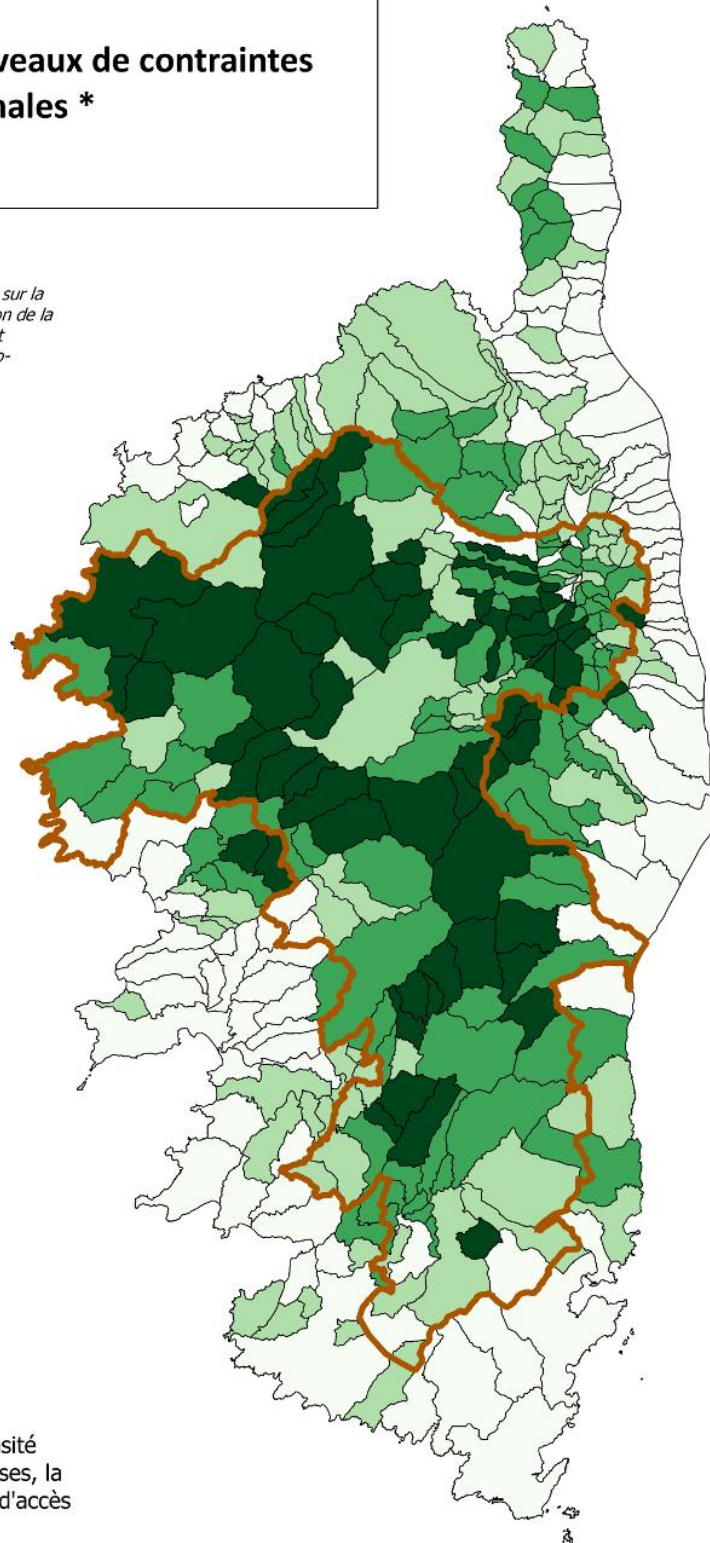 veaux de contraintes
nales *
sur la
on de la
t
o-
sité
ses, la
d'accès